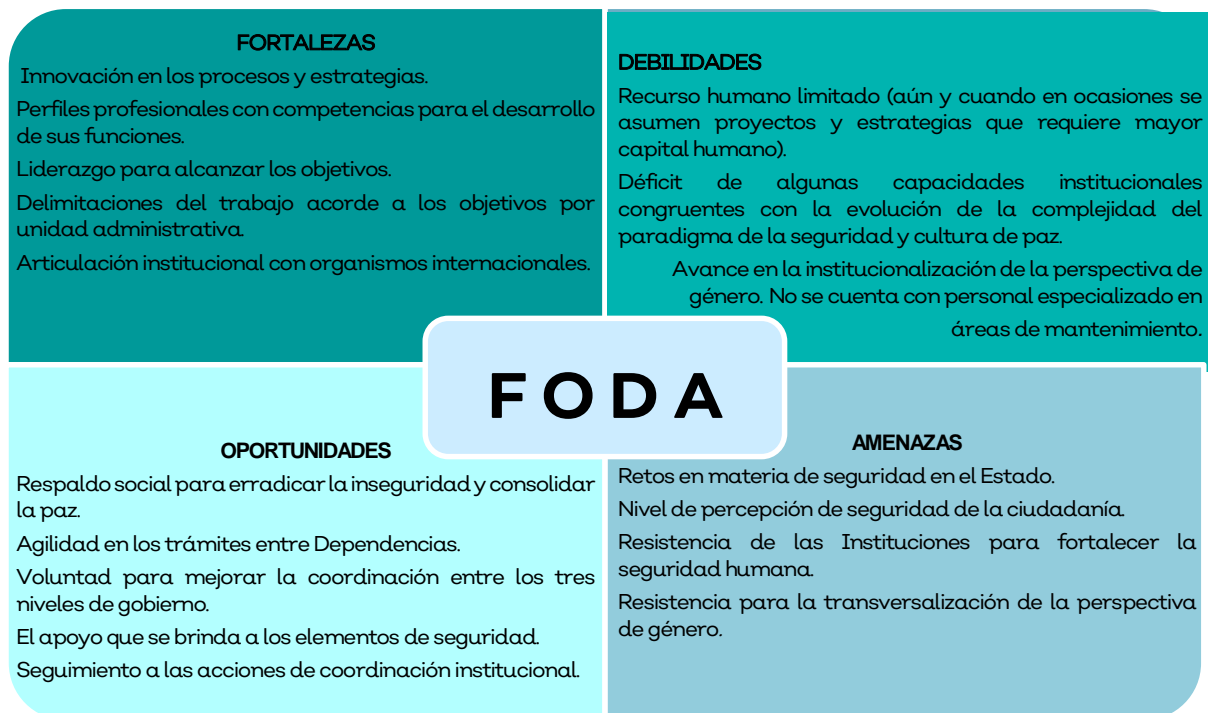 FORTALEZAS
Innovación en los procesos y estrategias.
Perfiles profesionales con competencias para el desarrollo
de sus funciones.
Liderazgo para alcanzar los objetivos.
Delimitaciones del trabajo acorde a los objetivos por
unidad administrativa.
Articulación institucional con organismos internacionales.
DEBILIDADES
Recurso humano limitado (aún y cuando en ocasiones se
asumen proyectos y estrategias que requiere mayor
capital humano).
Déficit de algunas capacidades institucionales
congruentes con la evolución de la complejidad del
paradigma de la seguridad y cultura de paz.
Avance en la institucionalización de la perspectiva de
género. No se cuenta con personal especializado en
áreas de mantenimiento.
FODA
OPORTUNIDADES
Respaldo social para erradicar la inseguridad y consolidar
la paz.
Agilidad en los trámites entre Dependencias.
Voluntad para mejorar la coordinación entre los tres
niveles de gobierno.
El apoyo que se brinda a los elementos de seguridad.
Seguimiento a las acciones de coordinación institucional.
AMENAZAS
Retos en materia de seguridad en el Estado.
Nivel de percepción de seguridad de la ciudadanía.
Resistencia de las Instituciones para fortalecer la
seguridad humana.
Resistencia para la transversalización de la perspectiva
de género.